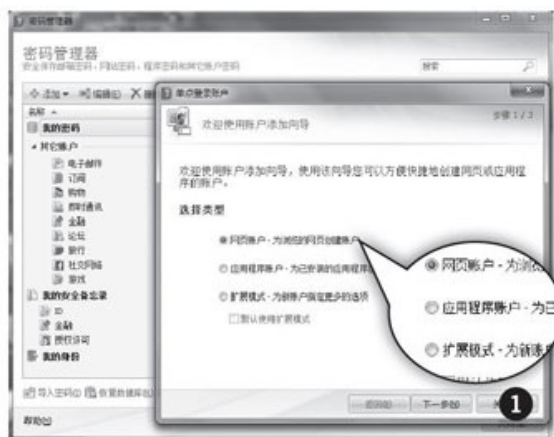 密码管理器
密码管理器
安全保存邮箱密码，网站密码，程序密码和其它账户密码
搜索
添加
编辑(E)
名称
我的密码
其它账户
电子邮件
订阅
购物
即时通讯
金融
论坛
旅行
社交网络
游戏
我的安全备忘录
ID
金融
授权许可
我的身份
导入密码(I)
恢复数据库(
帮助(H)
单点登录账户
步骤 1 / 3
欢迎使用账户添加向导
欢迎使用账户添加向导，使用该向导您可以方便快捷地创建网页或应用程
序的账户。
选择类型
网页账户 - 为浏览的网页创建账户
应用程序账户 - 为已安装的应用程序
扩展模式 - 为新账户指定更多的选项
默认使用扩展模式
网页账户 - 为浏览
应用程序账户 - 为已
扩展模式 - 为新账户
下一步(N)
1